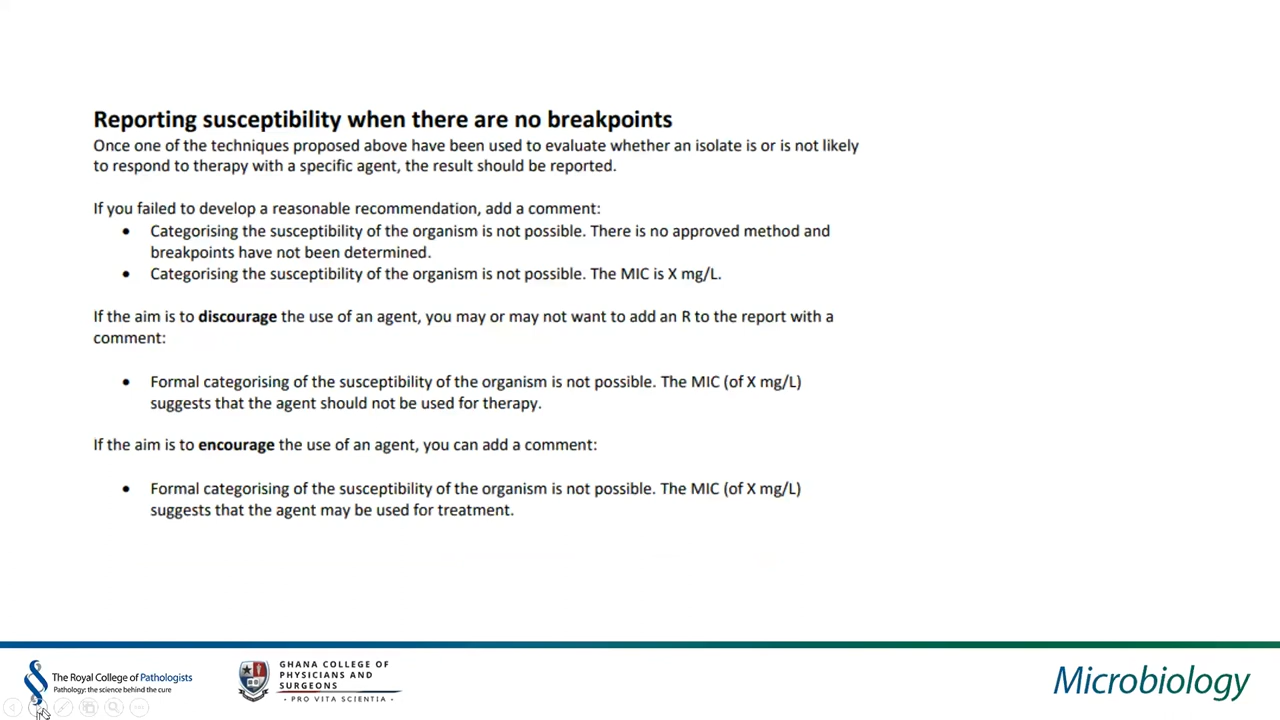 Reporting susceptibility when there are no breakpoints
Once one of the techniques proposed above have been used to evaluate whether an isolate is or is not likely
to respond to therapy with a specific agent, the result should be reported.
If you failed to develop a reasonable recommendation, add a comment:
• Categorising the susceptibility of the organism is not possible. There is no approved method and
breakpoints have not been determined.
• Categorising the susceptibility of the organism is not possible. The MIC is X mg/L.
If the aim is to discourage the use of an agent, you may or may not want to add an R to the report with a
comment:
• Formal categorising of the susceptibility of the organism is not possible. The MIC (of X mg/L)
suggests that the agent should not be used for therapy.
If the aim is to encourage the use of an agent, you can add a comment:
• Formal categorising of the susceptibility of the organism is not possible. The MIC (of X mg/L)
suggests that the agent may be used for treatment.
The Royal College of Pathologists
Pathology: the science behind the cure
GHANA COLLEGE OF
PHYSICIANS AND
SURGEONS
· PRO VITA SCIENTIA ·
Microbiology